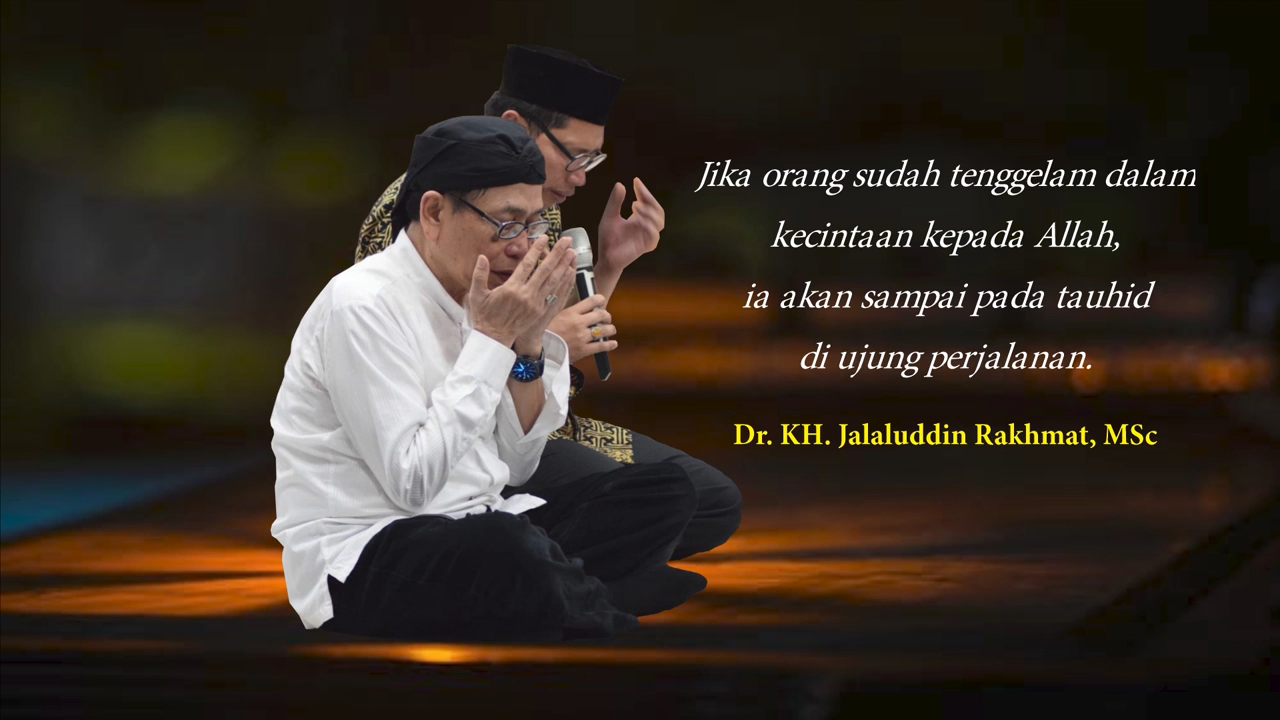 Jika orang sudah tenggelam dalam
kecintaan kepada Allah,
ia akan sampai pada tauhid
di ujung perjalanan.
Dr. KH. Jalaluddin Rakhmat, MSc